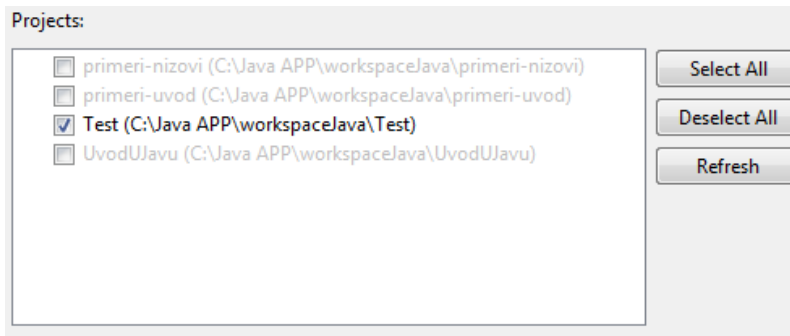 Projects:
primeri-nizovi (C:\Java APP\workspaceJava\primeri-nizovi)
Select All
primeri-uvod (C:\Java APP\workspaceJava\primeri-uvod)
Test (C:\Java APP\workspaceJava\Test)
Deselect All
UvodUJavu (C:\Java APP\workspaceJava\UvodUJavu)
Refresh